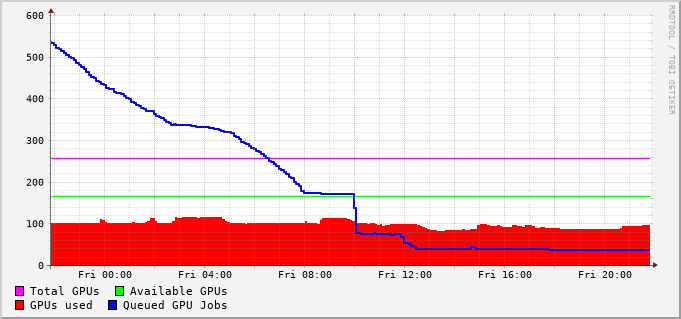 600
500
400
300
200
100
0
Fri 00:00 Fri 04:00 Fri 08:00 Fri 12:00 Fri 16:00 Fri 20:00
Total GPUs Available GPUs
GPUs used Queued GPU Jobs
RRDTOOL / TOBI OETIKER